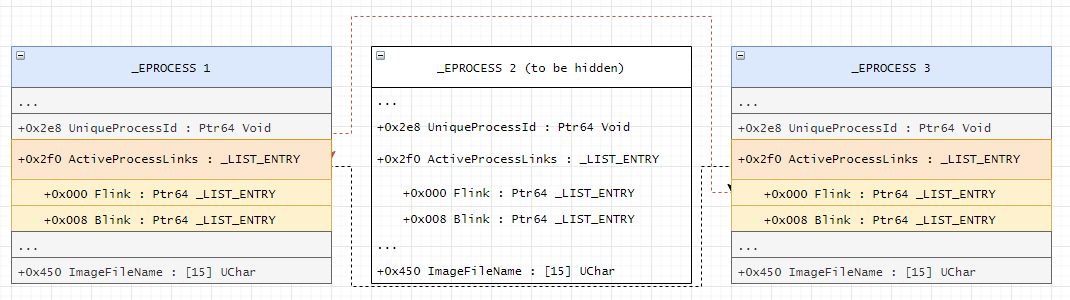 _EPROCESS 1
...
+0x2e8 UniqueProcessId : Ptr64 Void
+0x2f0 ActiveProcessLinks : _LIST_ENTRY
+0x000 Flink : Ptr64 _LIST_ENTRY
+0x008 Blink : Ptr64 _LIST_ENTRY
...
+0x450 ImageFileName : [15] UChar
_EPROCESS 2 (to be hidden)
...
+0x2e8 UniqueProcessId : Ptr64 Void
+0x2f0 ActiveProcessLinks : _LIST_ENTRY
+0x000 Flink : Ptr64 _LIST_ENTRY
+0x008 Blink : Ptr64 _LIST_ENTRY
...
+0x450 ImageFileName : [15] UChar
_EPROCESS 3
...
+0x2e8 UniqueProcessId : Ptr64 Void
+0x2f0 ActiveProcessLinks : _LIST_ENTRY
+0x000 Flink : Ptr64 _LIST_ENTRY
+0x008 Blink : Ptr64 _LIST_ENTRY
...
+0x450 ImageFileName : [15] UChar